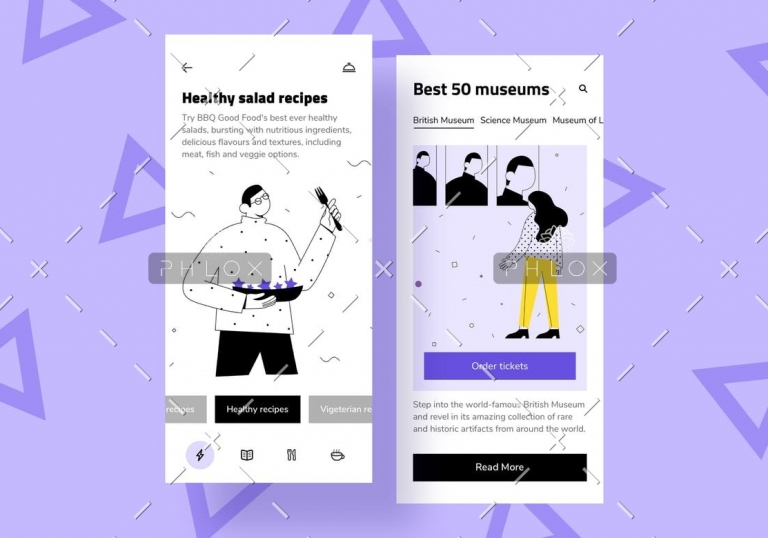 Healthy salad recipes
Try BBQ Good Food's best ever healthy
salads, bursting with nutritious ingredients,
delicious flavours and textures, including
meat, fish and veggie options.
PHLOX
recipes
Healthy recipes
Vigeterian re
Best 50 museums
British Museum
Science Museum
Museum of L
PHLOX
Order tickets
Step into the world-famous British Museum
and revel in its amazing collection of rare
and historic artifacts from around the world.
Read More